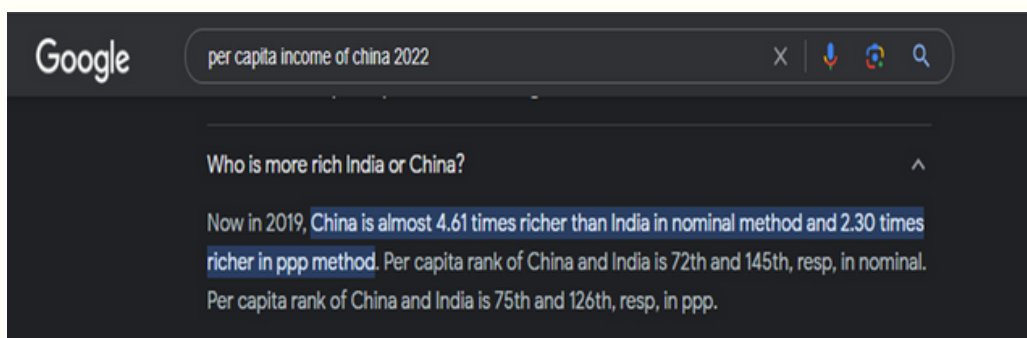 Google
per capita income of china 2022
Who is more rich India or China?
Now in 2019, China is almost 4.61 times richer than India in nominal method and 2.30 times
richer in ppp method. Per capita rank of China and India is 72th and 145th, resp, in nominal.
Per capita rank of China and India is 75th and 126th, resp, in ppp.